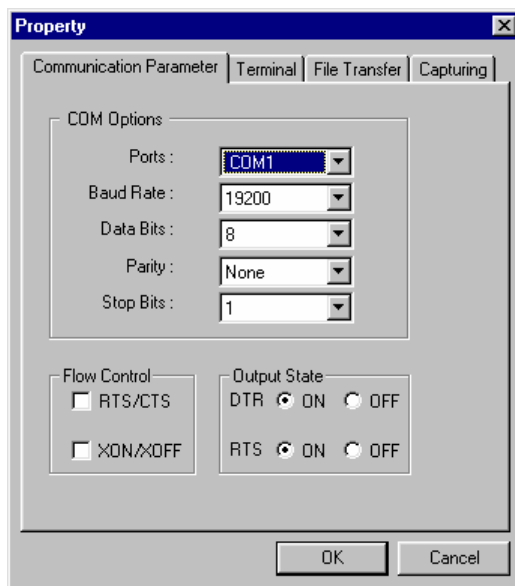 Property
Communication Parameter Terminal File Transfer Capturing
COM Options
Ports : COM1
Baud Rate : 19200
Data Bits : 8
Parity : None
Stop Bits : 1
Flow Control
RTS/CTS
XON/XOFF
Output State
DTR ON OFF
RTS ON OFF
OK Cancel